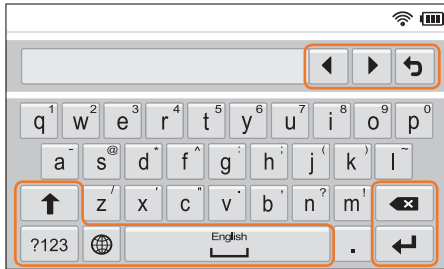 q 1 w 2 e 3 r 4 t 5 y 6 u 7 i 8 o 9 p 0
a - s @ d * f ^ g : h ; j ( k ) l ~
z / x ' c " v . b , n ? m !
?123 English .